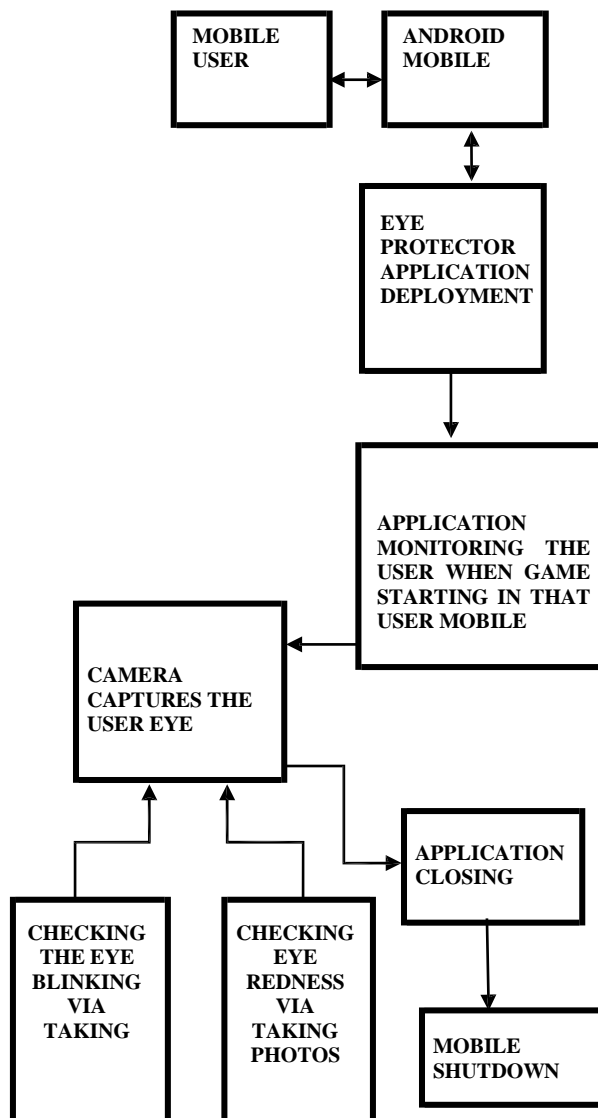 MOBILE
USER
ANDROID
MOBILE
EYE
PROTECTOR
APPLICATION
DEPLOYMENT
APPLICATION
MONITORING THE
USER WHEN GAME
STARTING IN THAT
USER MOBILE
CAMERA
CAPTURES THE
USER EYE
APPLICATION
CLOSING
CHECKING
THE EYE
BLINKING
VIA
TAKING
CHECKING
EYE
REDNESS
VIA
TAKING
PHOTOS
MOBILE
SHUTDOWN